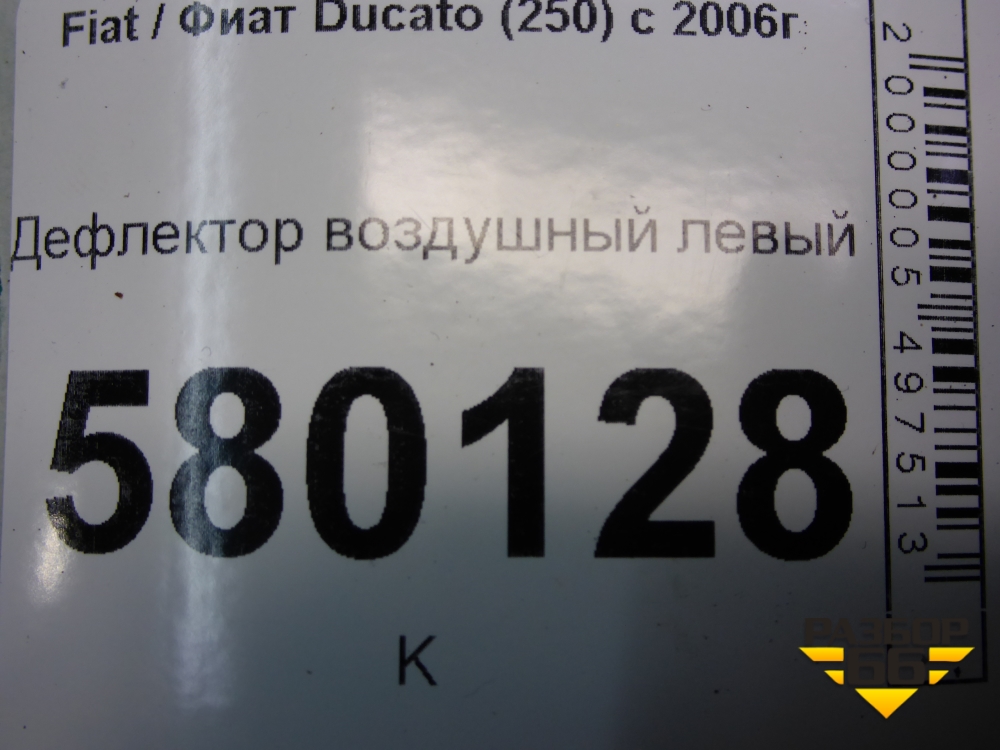 Fiat / Фиат Ducato (250) с 2006г
Дефлектор воздушный левый
580128
К
2000005497513
РАЗБОР
66